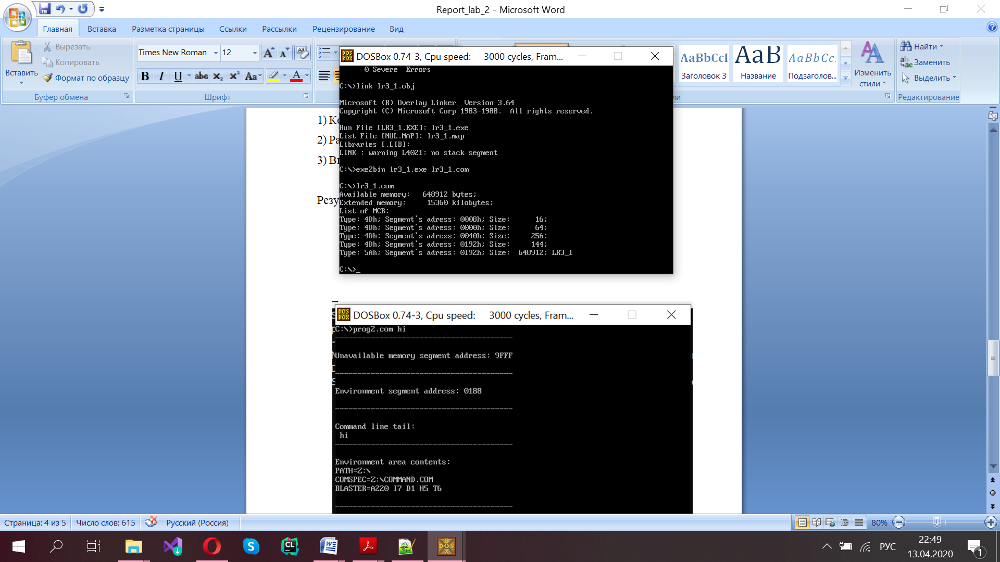 Report_lab_2 - Microsoft Word
Главная Вставка Разметка страницы Ссылки Рассылки Рецензирование Вид
Вставить
Вырезать
Копировать
Формат по образцу
Буфер обмена
Times New Roman 12
Шрифт
AaBbCcI АаВ AaBbCc.
Заголовок 3 Название Подзаголов...
Изменить стили
Найти
Заменить
Выделить
Редактирование
1)
2)
3)
DOSBox 0.74-3, Cpu speed: 3000 cycles, Fram...
0 Severe Errors
C:\>link lr3_1.obj
Microsoft (R) Overlay Linker Version 3.64
Copyright (C) Microsoft Corp 1983-1988. All rights reserved.
Run File [LR3_1.EXE]: lr3_1.exe
List File [NUL.MAP]: lr3_1.map
Libraries [.LIB]:
LINK : warning L4021: no stack segment
C:\>exe2bin lr3_1.exe lr3_1.com
C:\>lr3_1.com
Available memory: 648912 bytes;
Extended memory: 15360 kilobytes;
List of MCB:
Type: 4Dh; Segment`s adress: 0008h; Size: 16;
Type: 4Dh; Segment`s adress: 0000h; Size: 64;
Type: 4Dh; Segment`s adress: 0040h; Size: 256;
Type: 4Dh; Segment`s adress: 0192h; Size: 144;
Type: 5Ah; Segment`s adress: 0192h; Size: 648912; LR3_1
C:\>_
DOSBox 0.74-3, Cpu speed: 3000 cycles, Fram...
C:\>prog2.com hi
----------------------------------------
Unavailable memory segment address: 9FFF
----------------------------------------
Environment segment address: 0188
----------------------------------------
Command line tail:
hi
----------------------------------------
Environment area contents:
PATH=Z:\
COMSPEC=Z:\COMMAND.COM
BLASTER=A220 I7 D1 H5 T6
----------------------------------------
Страница: 4 из 5 Число слов: 615 Русский (Россия) 80%
РУС
22:49
13.04.2020
1